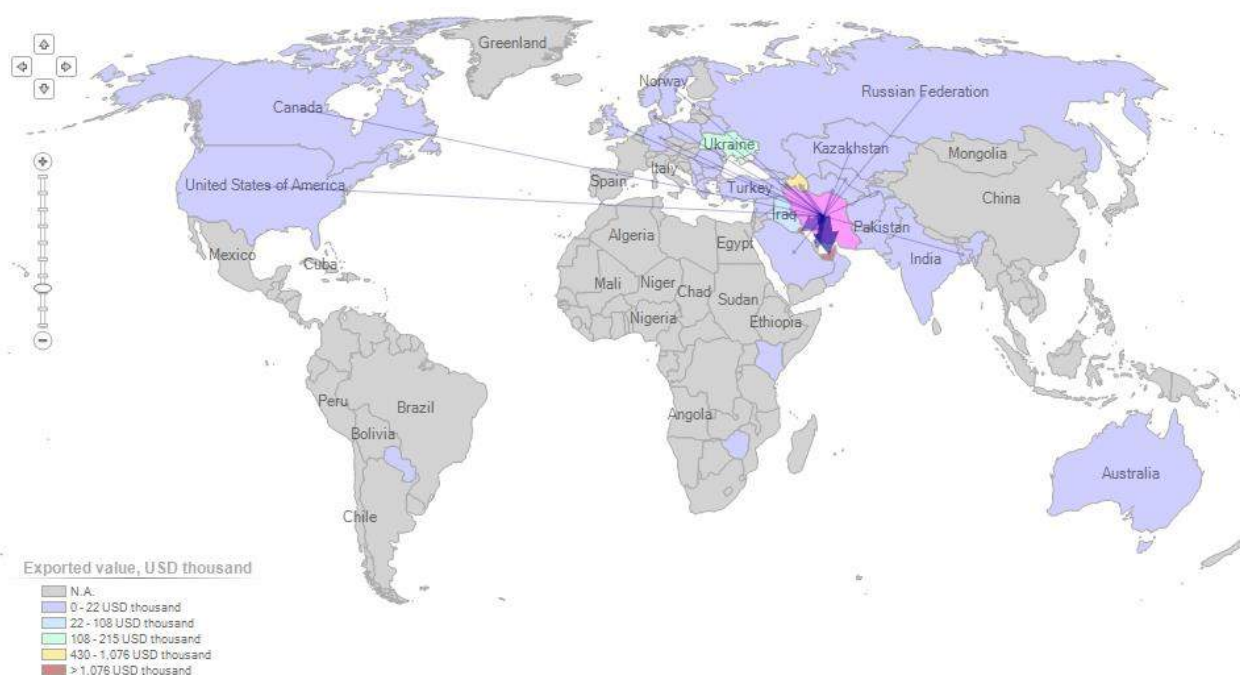 Greenland
Norway
Russian Federation
Canada
Ukraine
Kazakhstan
Mongolia
Italy
Spain
United States of America
Turkey
China
Iraq
Pakistan
Algeria
Egypt
Mexico
Cuba
India
Mali
Niger
Chad
Sudan
Nigeria
Ethiopia
Peru
Brazil
Angola
Bolivia
Australia
Chile
Exported value, USD thousand
N.A.
0 - 22 USD thousand
22 - 108 USD thousand
108 - 215 USD thousand
430 - 1,076 USD thousand
> 1,076 USD thousand